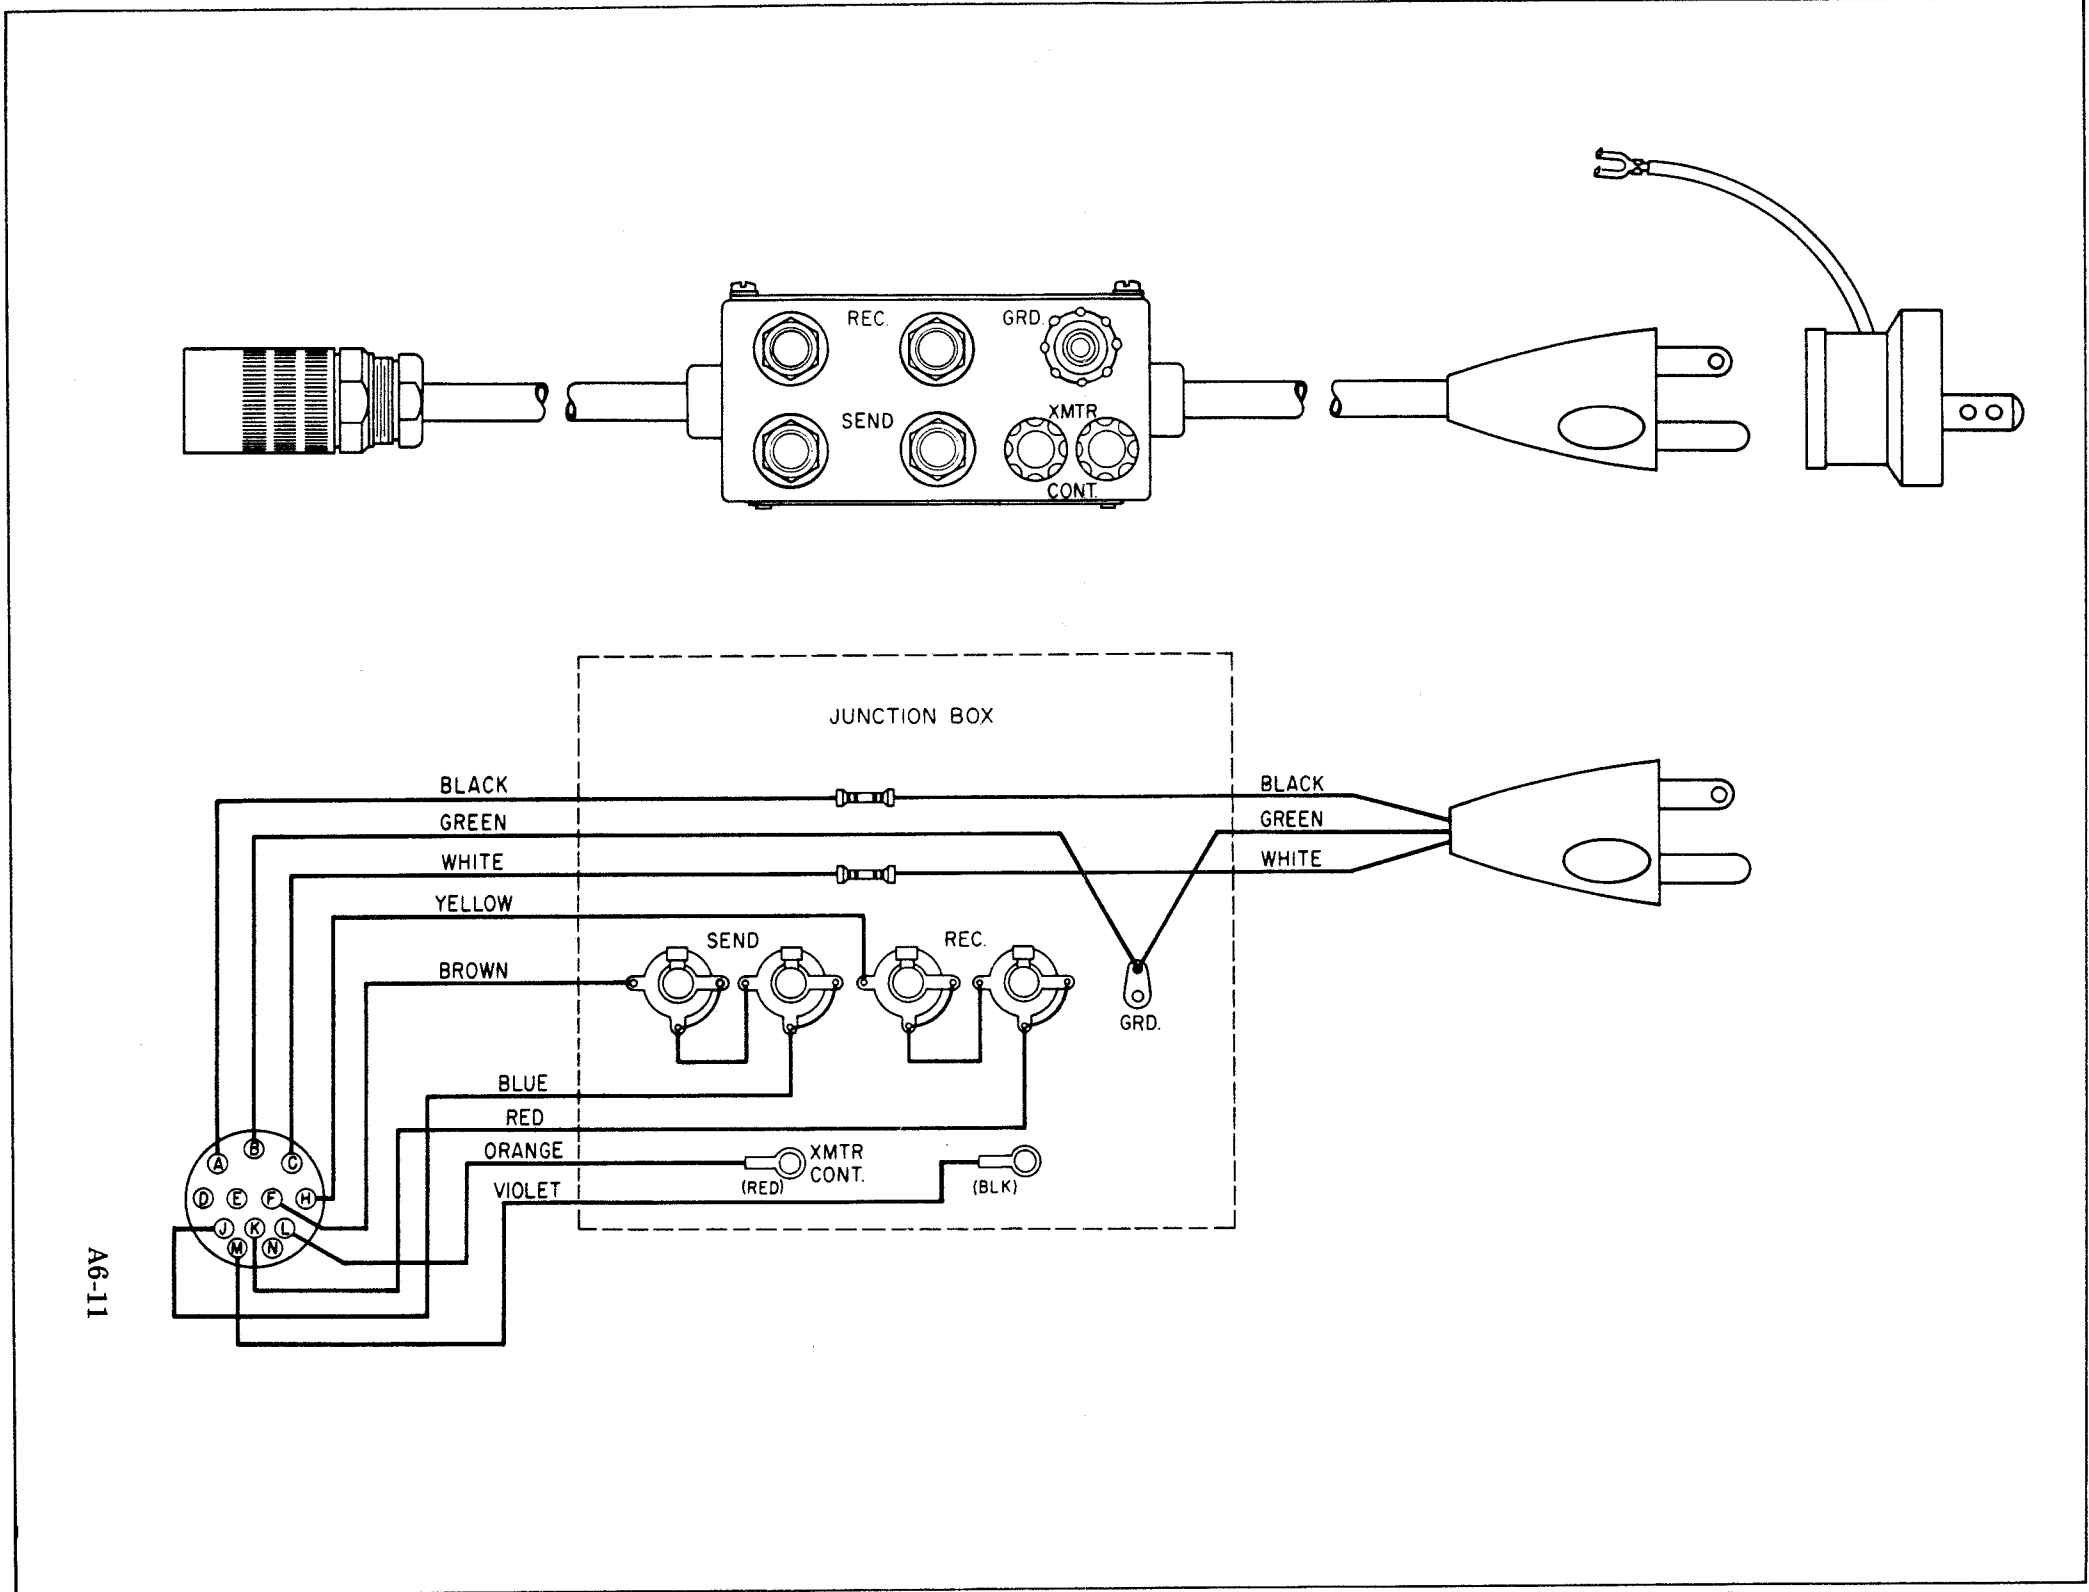 REC.
GRD.
SEND
XMTR
CONT.
JUNCTION BOX
BLACK
BLACK
GREEN
GREEN
WHITE
WHITE
YELLOW
SEND
REC.
BROWN
GRD.
BLUE
RED
ORANGE
XMTR
CONT.
(RED)
(BLK)
VIOLET
A
B
C
D
E
F
H
J
K
L
M
N
A6-11